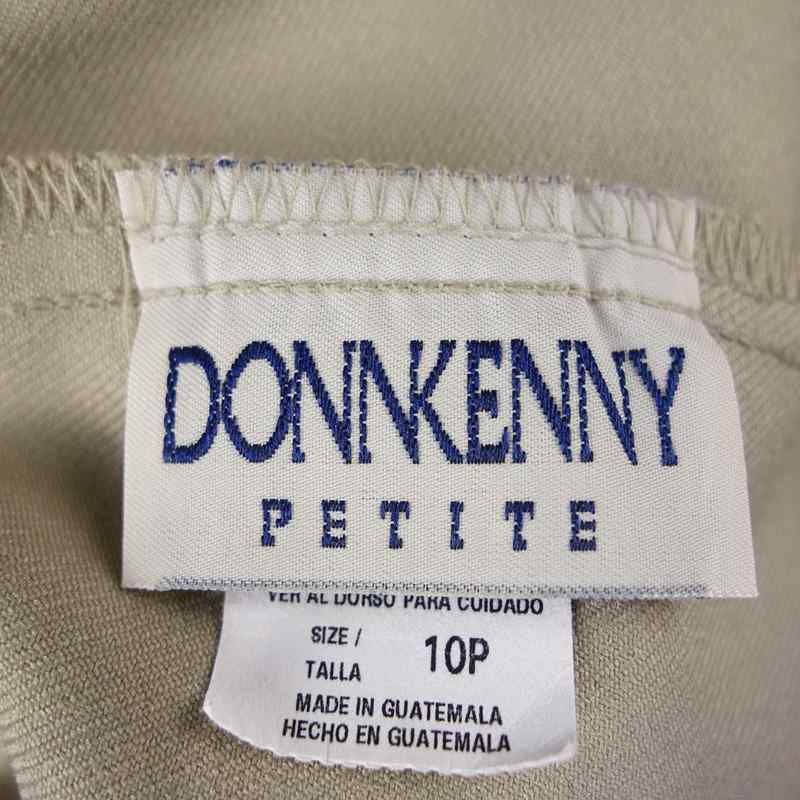 DONNKENNY
PETITE
VER AL DORSO PARA CUIDADO
SIZE / 10P
TALLA
MADE IN GUATEMALA
HECHO EN GUATEMALA